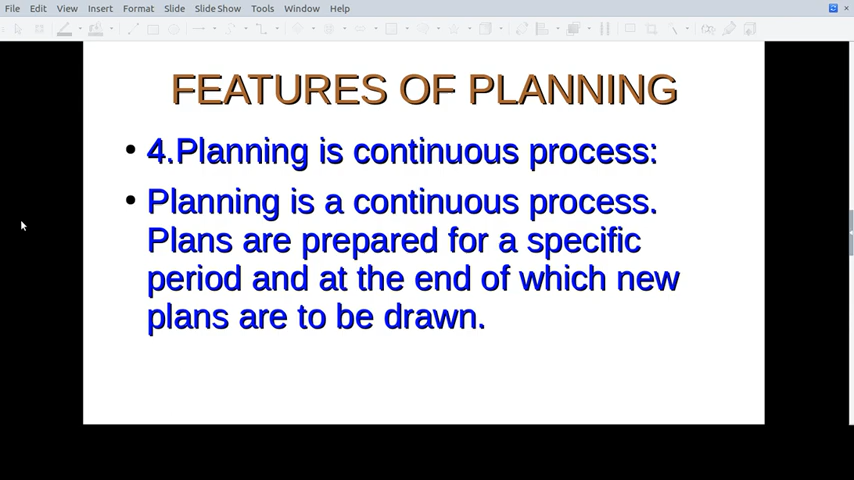 File Edit View Insert Format Slide Slide Show Tools Window Help
FEATURES OF PLANNING
• 4.Planning is continuous process:
• Planning is a continuous process.
Plans are prepared for a specific
period and at the end of which new
plans are to be drawn.